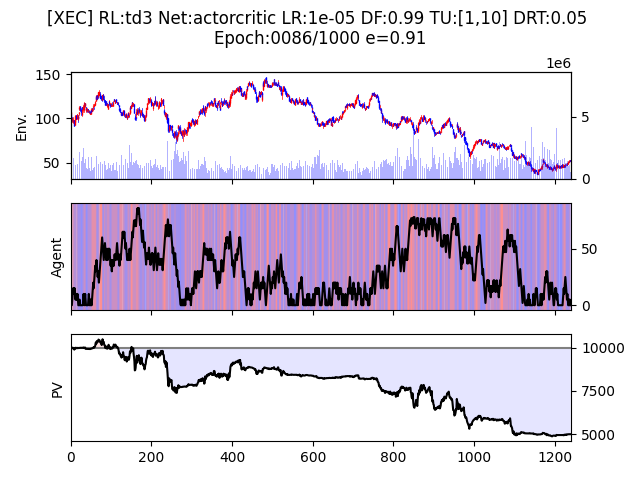 [XEC] RL:td3 Net:actorcritic LR:1e-05 DF:0.99 TU:[1,10] DRT:0.05
Epoch:0086/1000 e=0.91
1e6
150
100
50
Env.
5
0
Agent
50
0
PV
10000
7500
5000
0 200 400 600 800 1000 1200